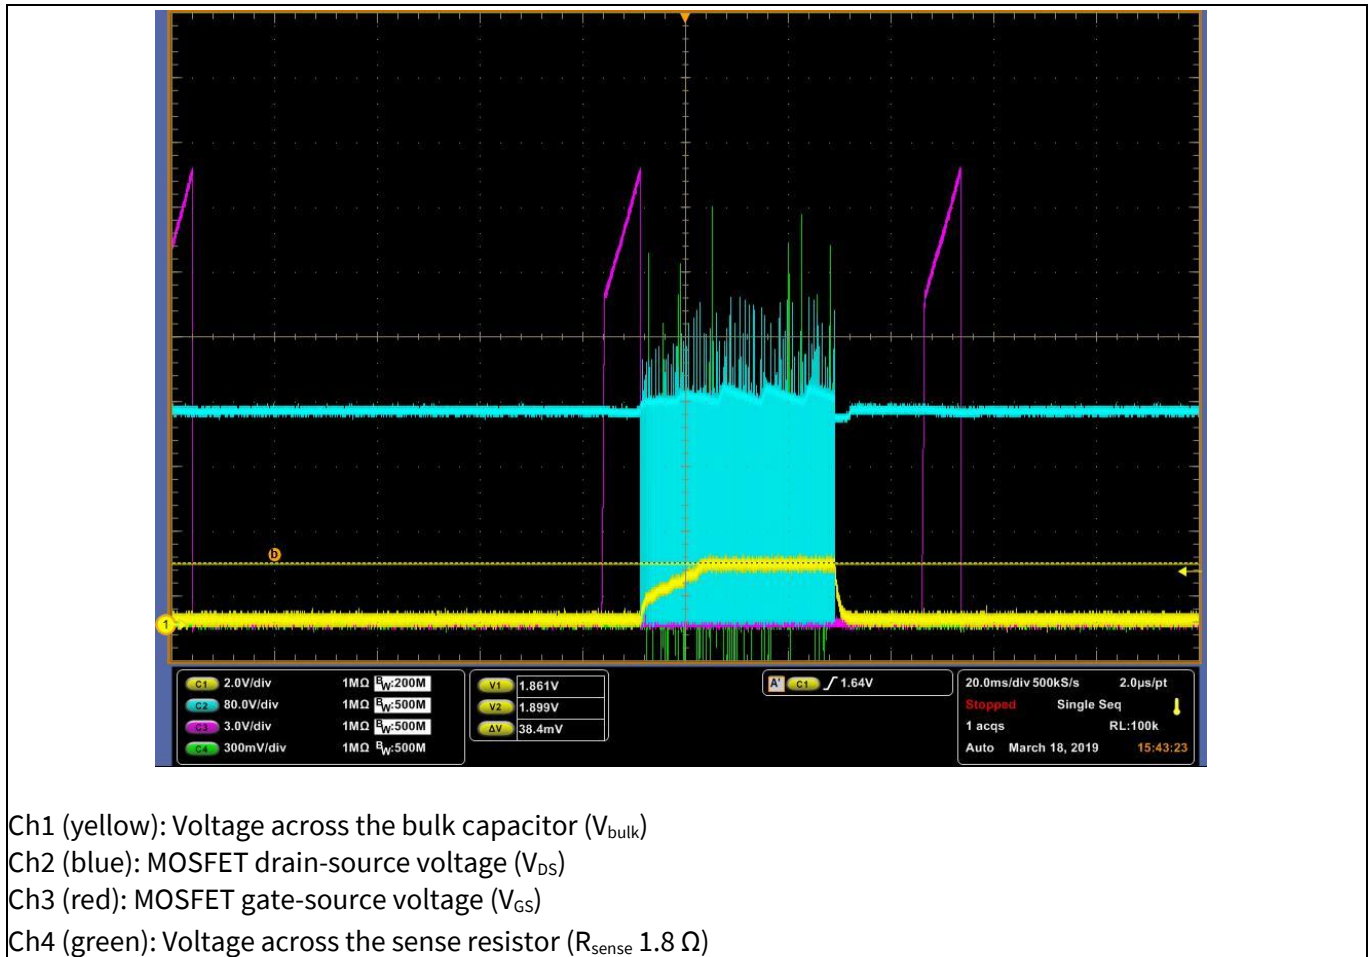 D
1
C1 2.0V/div 1MΩ BW:200M
C2 80.0V/div 1MΩ BW:500M
C3 3.0V/div 1MΩ BW:500M
C4 300mV/div 1MΩ BW:500M
V1 1.861V
V2 1.899V
ΔV 38.4mV
A' C1 1.64V
20.0ms/div 500kS/s 2.0μs/pt
Stopped Single Seq
1 acqs RL:100k
Auto March 18, 2019 15:43:23
Ch1 (yellow): Voltage across the bulk capacitor (Vbulk)
Ch2 (blue): MOSFET drain-source voltage (VDS)
Ch3 (red): MOSFET gate-source voltage (VGS)
Ch4 (green): Voltage across the sense resistor (Rsense 1.8 Ω)